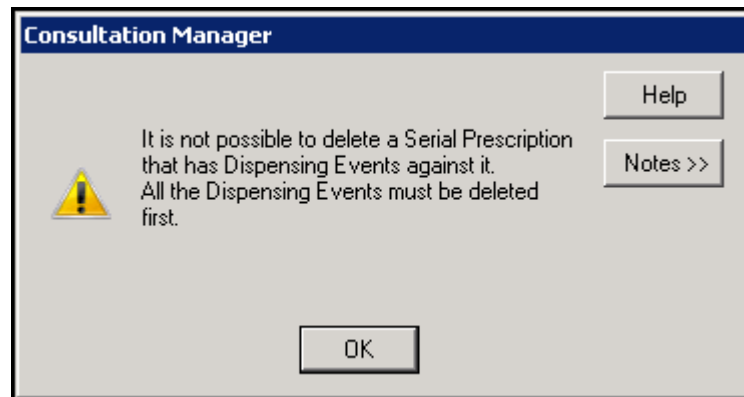 Consultation Manager
Help
It is not possible to delete a Serial Prescription
that has Dispensing Events against it.
All the Dispensing Events must be deleted
first.
Notes >>
OK